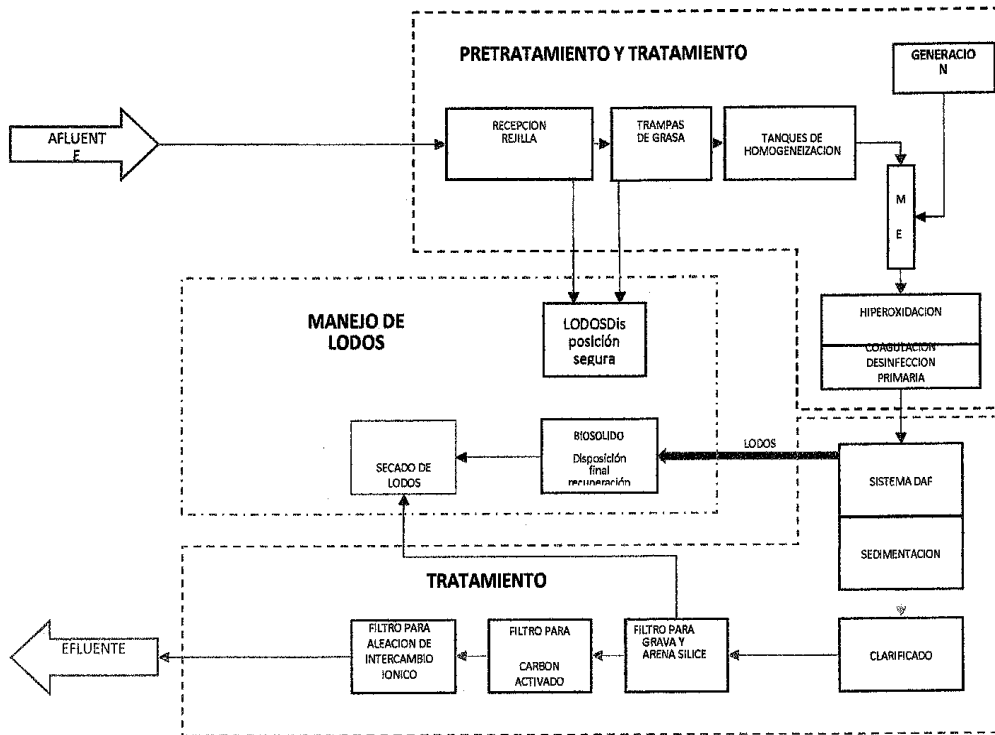 PRETRATAMIENTO Y TRATAMIENTO
GENERACIO
N
AFLUENT
E
RECEPCION
REJILLA
TRAMPAS
DE GRASA
TANQUES DE
HOMOGENEIZACION
M
E
HIPEROXIDACION
COAGULACION
DESINFECCION
PRIMARIA
MANEJO DE
LODOS
LODOSDis
posición
segura
SECADO DE
LODOS
BIOSOLIDO
Disposición
final
recuperación
LODOS
SISTEMA DAF
SEDIMENTACION
TRATAMIENTO
EFLUENTE
FILTRO PARA
ALEACION DE
INTERCAMBIO
IONICO
FILTRO PARA
CARBON
ACTIVADO
FILTRO PARA
GRAVA Y
ARENA SILICE
CLARIFICADO